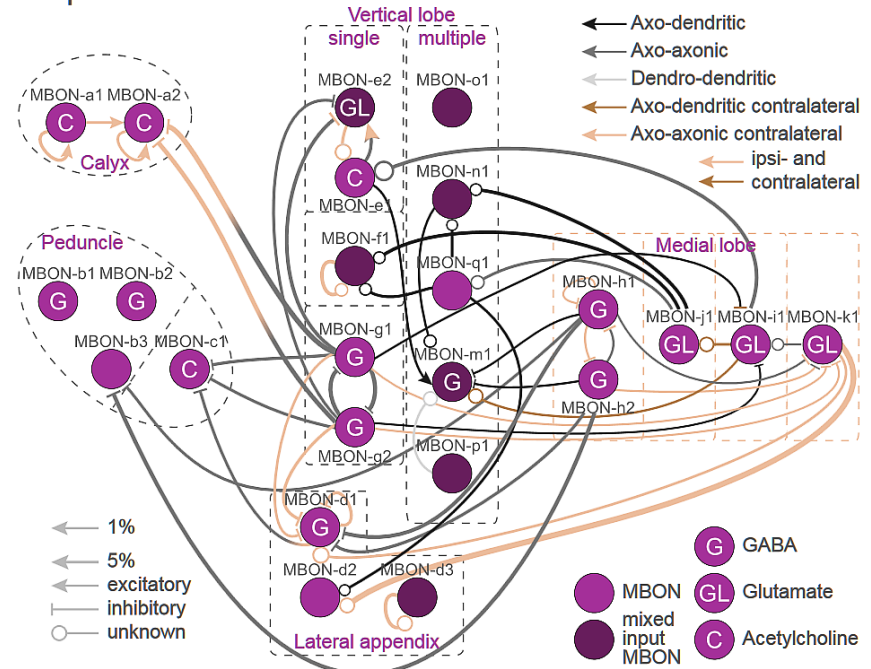 Vertical lobe
single multiple
Axo-dendritic
Axo-axonic
Dendro-dendritic
Axo-dendritic contralateral
Axo-axonic contralateral
ipsi- and
contralateral
MBON-a1 MBON-a2
C C
Calyx
MBON-e2 MBON-o1
GL
C
MBON-e1
MBON-n1
Peduncle
MBON-f1
Medial lobe
MBON-b1 MBON-b2
G G
MBON-q1
MBON-h1
G
MBON-b3 MBON-c1
C
MBON-g1
G
MBON-m1
G
MBON-j1 MBON-i1 MBON-k1
GL GL GL
G
MBON-h2
G
MBON-g2
MBON-p1
MBON-d1
G
1%
5%
excitatory
inhibitory
unknown
MBON-d2 MBON-d3
Lateral appendix
G GABA
MBON
GL Glutamate
mixed
input
MBON
C Acetylcholine